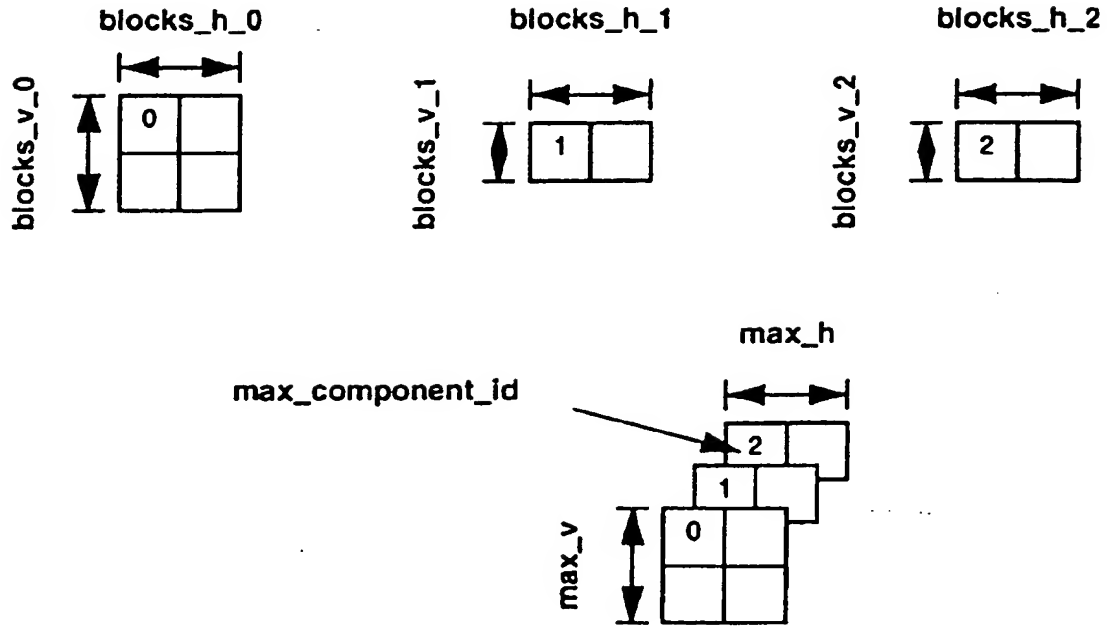 blocks_h_0
blocks_h_1
blocks_h_2
blocks_v_0
0
blocks_v_1
1
blocks_v_2
2
max_h
max_component_id
2
1
max_v
0